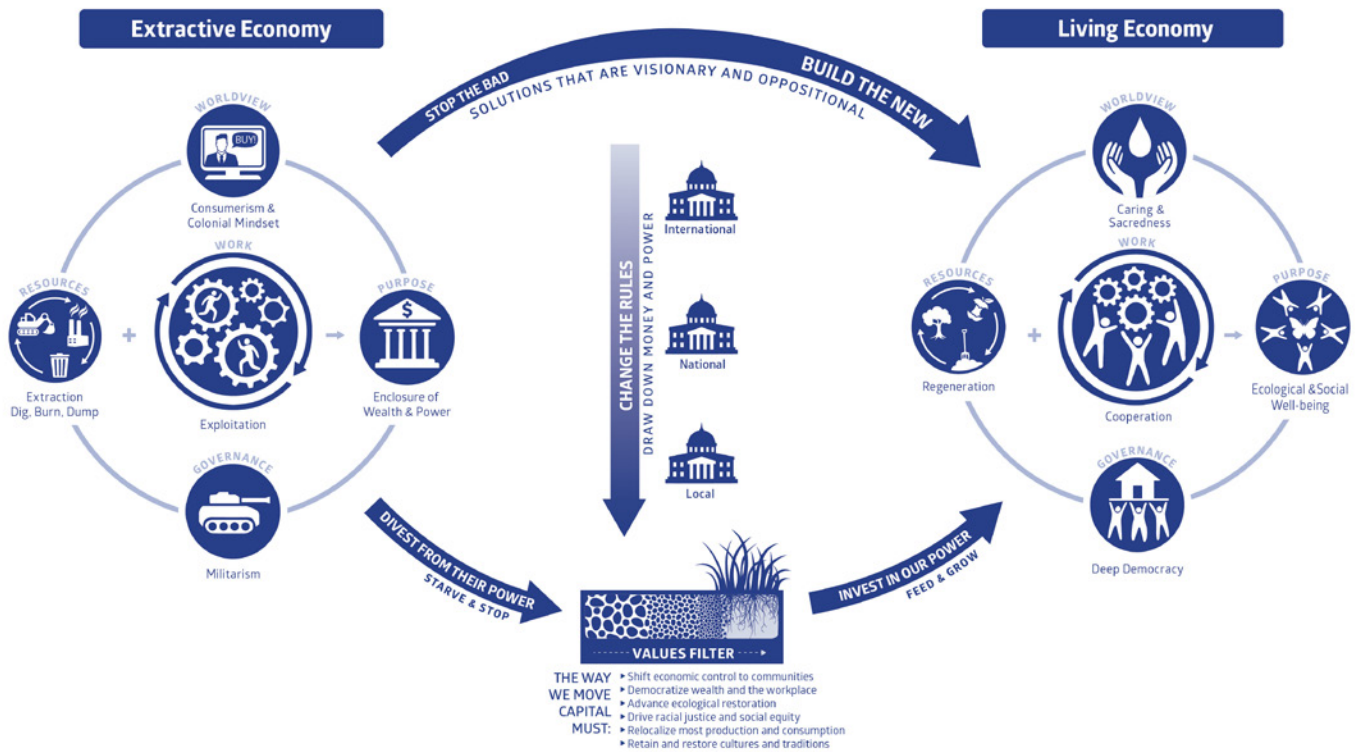 Extractive Economy
WORLDVIEW
BUY!
Consumerism &
Colonial Mindset
RESOURCES
WORK
PURPOSE
$
+
Extraction
Dig, Burn, Dump
Exploitation
Enclosure of
Wealth & Power
GOVERNANCE
Militarism
STOP THE BAD
BUILD THE NEW
SOLUTIONS THAT ARE VISIONARY AND OPPOSITIONAL
CHANGE THE RULES
DRAW DOWN MONEY AND POWER
International
National
Local
DIVEST FROM THEIR POWER
STARVE & STOP
VALUES FILTER
THE WAY
WE MOVE
CAPITAL
MUST:
Shift economic control to communities
Democratize wealth and the workplace
Advance ecological restoration
Drive racial justice and social equity
Relocalize most production and consumption
Retain and restore cultures and traditions
INVEST IN OUR POWER
FEED & GROW
Living Economy
WORLDVIEW
Caring &
Sacredness
RESOURCES
WORK
PURPOSE
+
Regeneration
Cooperation
Ecological & Social
Well-being
GOVERNANCE
Deep Democracy